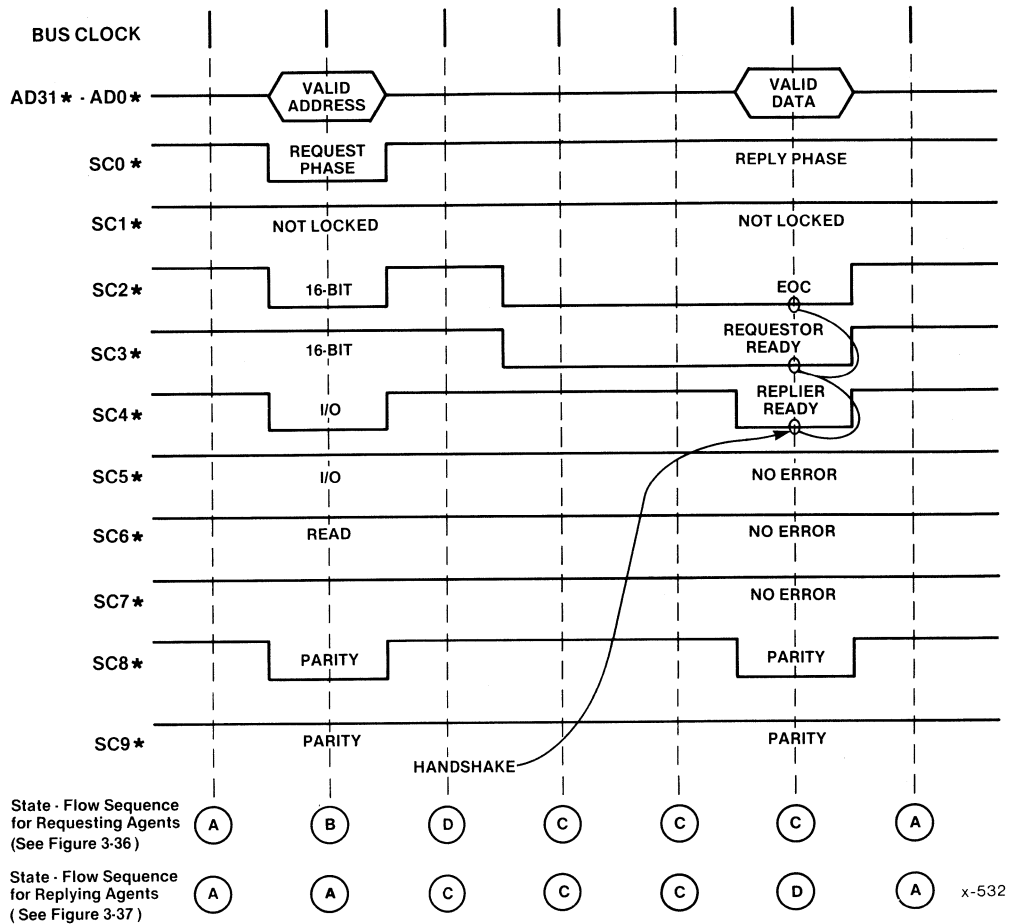 BUS CLOCK
AD31* - AD0*
VALID
ADDRESS
VALID
DATA
SC0*
REQUEST
PHASE
REPLY PHASE
SC1*
NOT LOCKED
NOT LOCKED
SC2*
16-BIT
EOC
SC3*
16-BIT
REQUESTOR
READY
SC4*
I/O
REPLIER
READY
SC5*
I/O
NO ERROR
SC6*
READ
NO ERROR
SC7*
NO ERROR
SC8*
PARITY
PARITY
SC9*
PARITY
PARITY
HANDSHAKE
State - Flow Sequence
for Requesting Agents
(See Figure 3-36)
A B D C C C A
State - Flow Sequence
for Replying Agents
(See Figure 3-37)
A A C C C D A
x-532